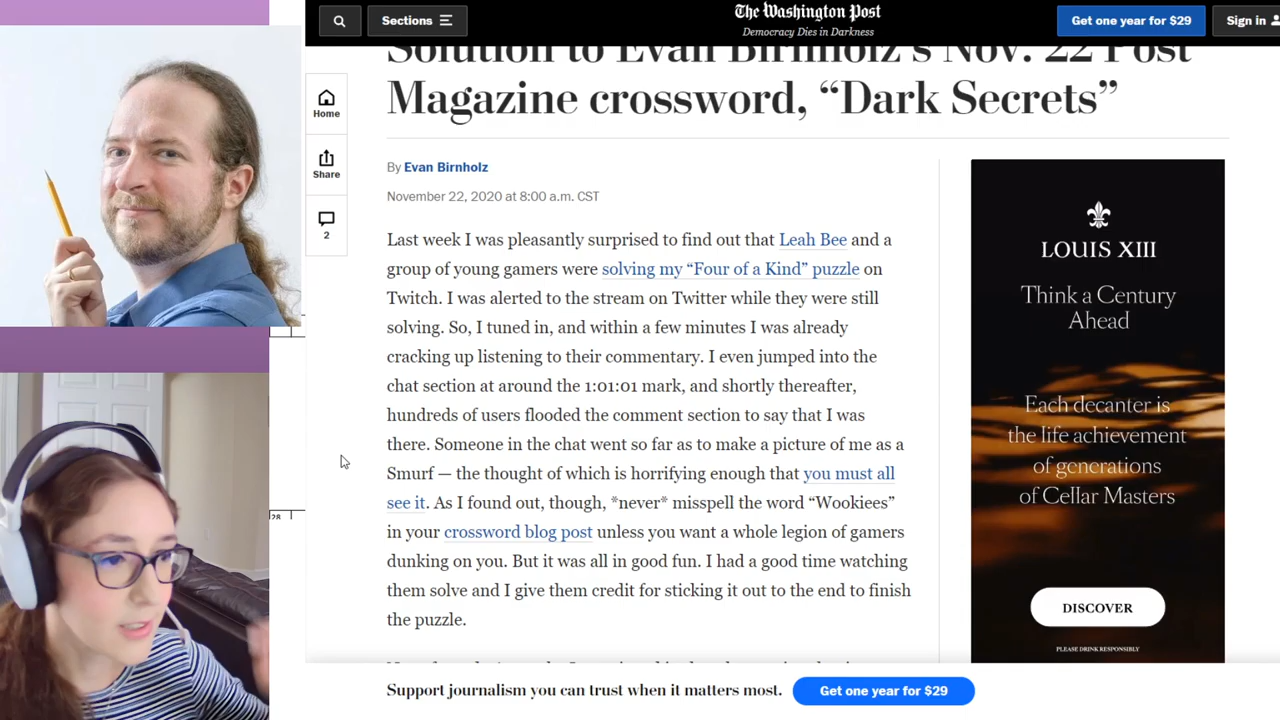 Sections
The Washington Post
Democracy Dies in Darkness
Get one year for $29
Sign in
Solution to Evan Birnholz's Nov. 22 Post
Magazine crossword, “Dark Secrets”
Home
Share
2
By Evan Birnholz
November 22, 2020 at 8:00 a.m. CST
Last week I was pleasantly surprised to find out that Leah Bee and a
group of young gamers were solving my “Four of a Kind” puzzle on
Twitch. I was alerted to the stream on Twitter while they were still
solving. So, I tuned in, and within a few minutes I was already
cracking up listening to their commentary. I even jumped into the
chat section at around the 1:01:01 mark, and shortly thereafter,
hundreds of users flooded the comment section to say that I was
there. Someone in the chat went so far as to make a picture of me as a
Smurf — the thought of which is horrifying enough that you must all
see it. As I found out, though, *never* misspell the word “Wookiees”
in your crossword blog post unless you want a whole legion of gamers
dunking on you. But it was all in good fun. I had a good time watching
them solve and I give them credit for sticking it out to the end to finish
the puzzle.
LOUIS XIII
Think a Century
Ahead
Each decanter is
the life achievement
of generations
of Cellar Masters
DISCOVER
PLEASE DRINK RESPONSIBLY
28
Support journalism you can trust when it matters most.
Get one year for $29